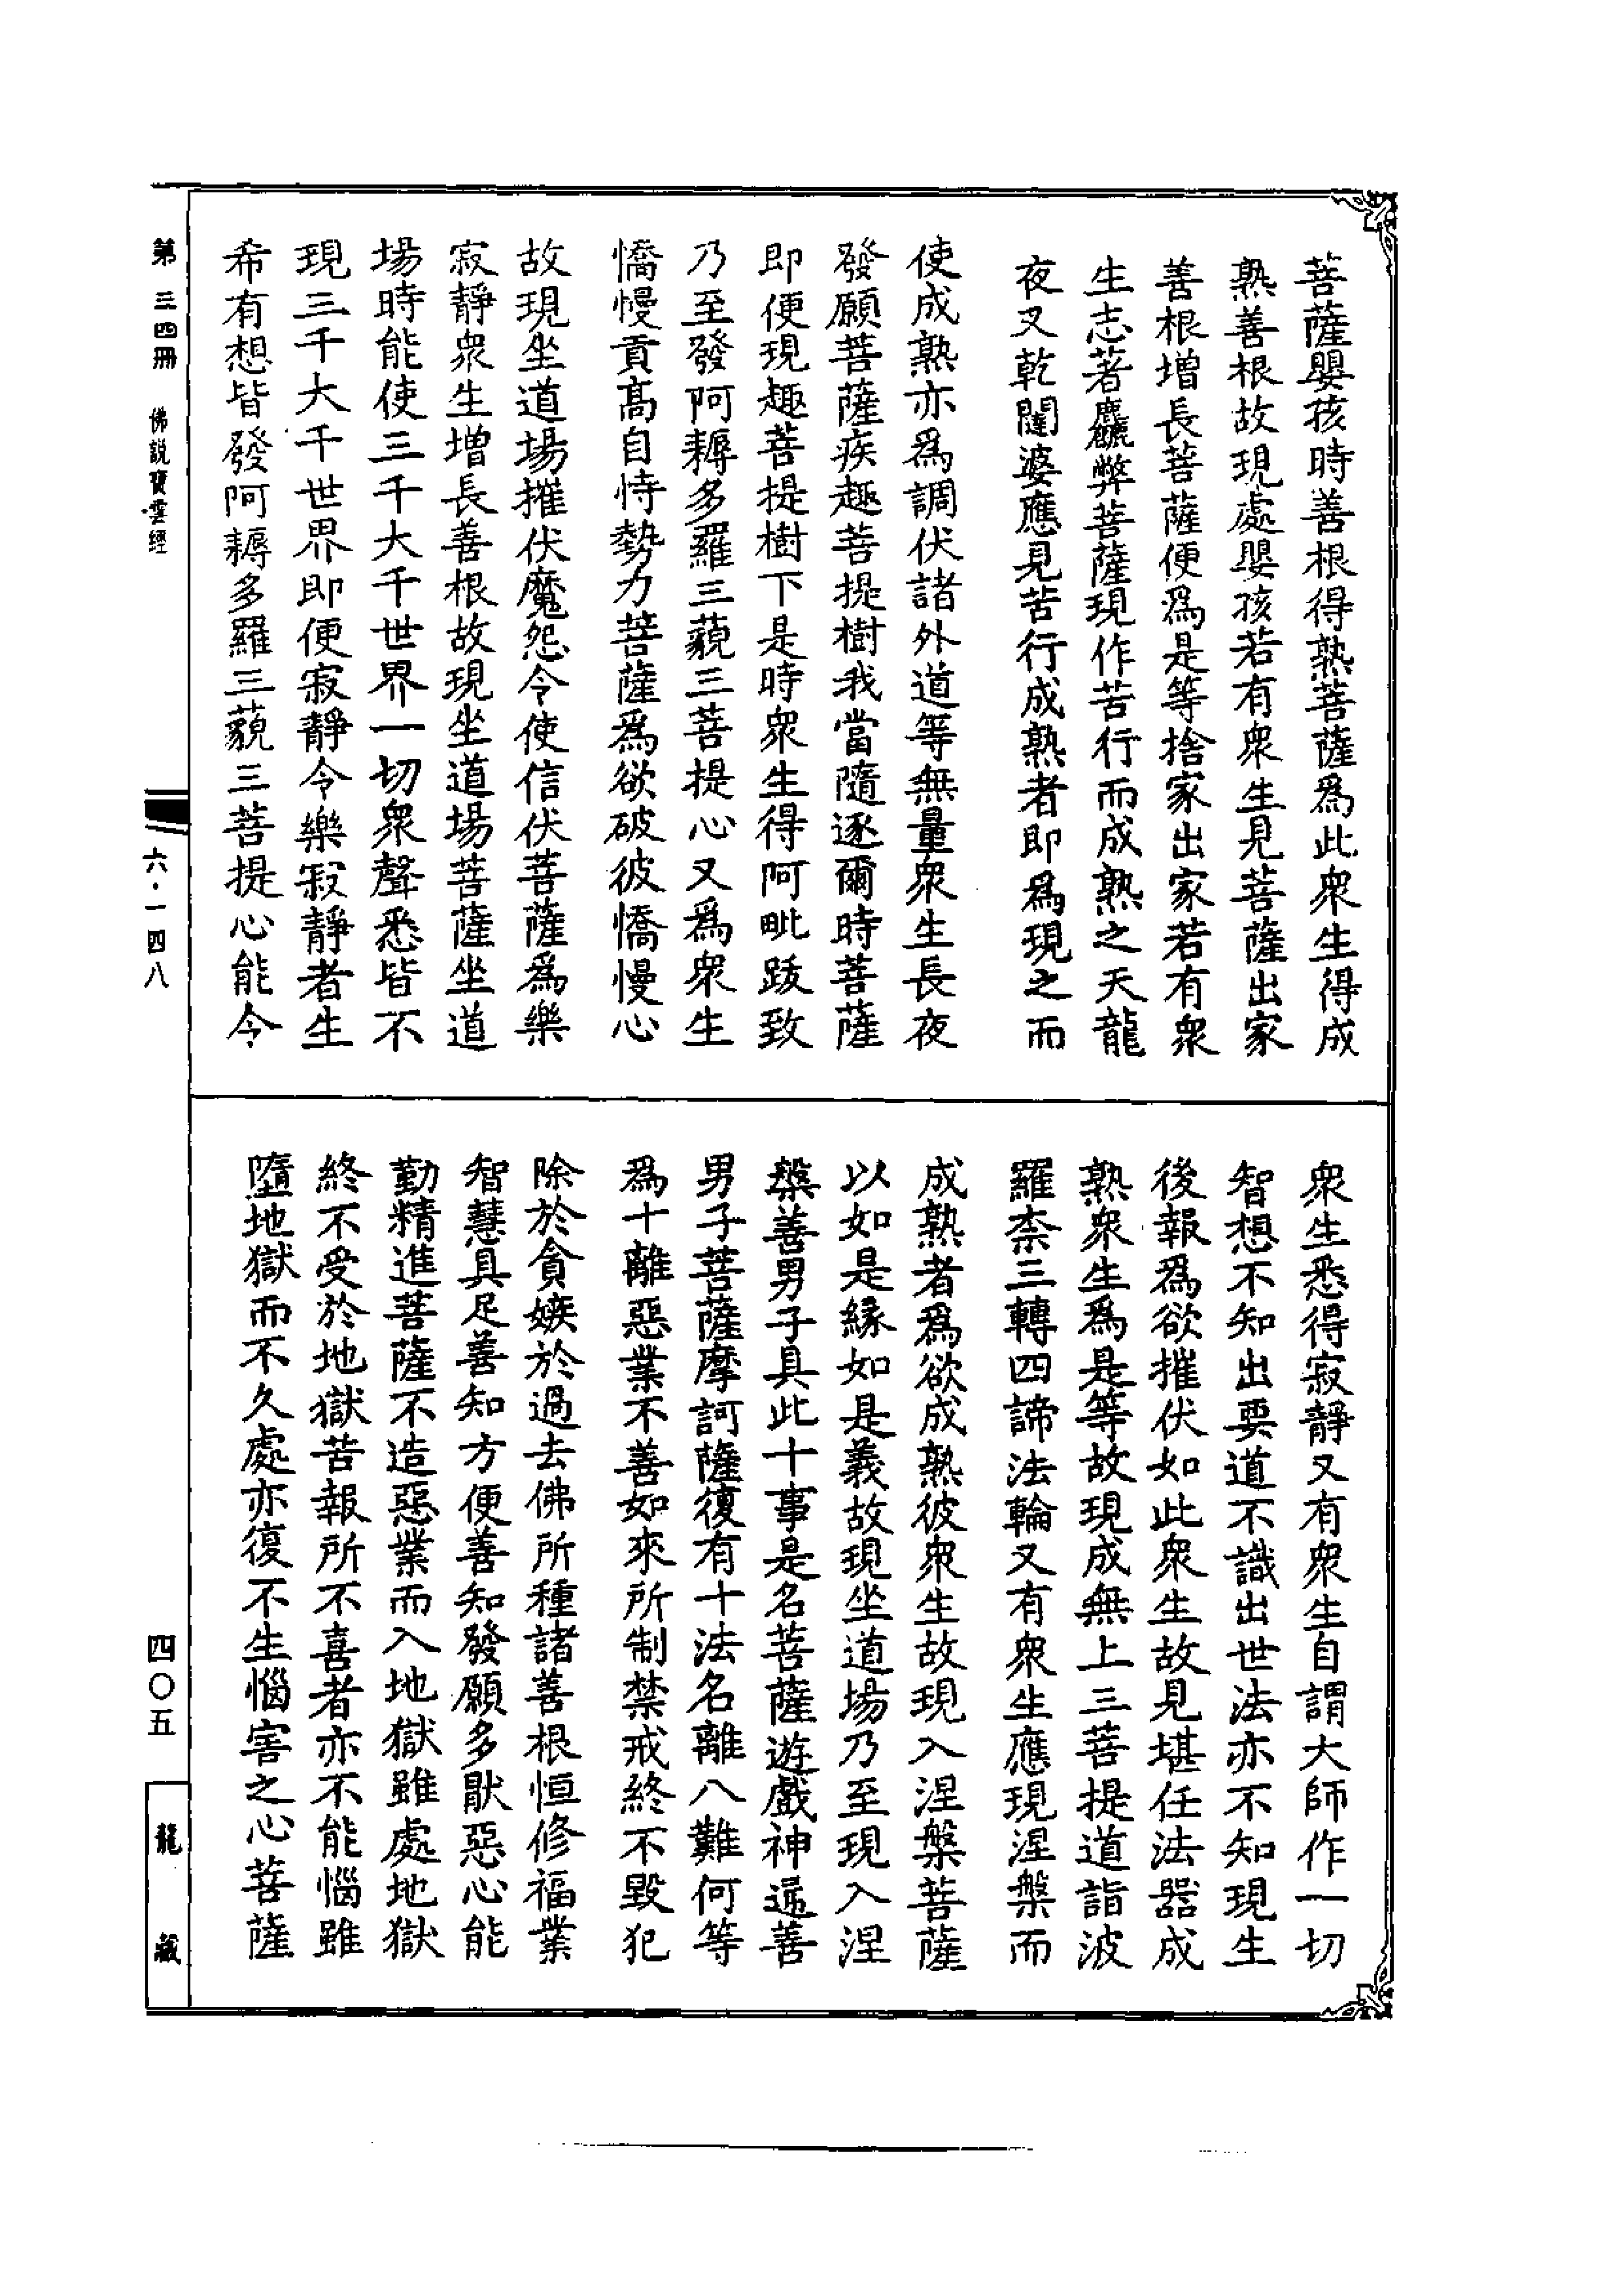 菩薩嬰孩時善根得熟菩薩爲此衆生得成
熟善根故現處嬰孩若有衆生見菩薩出家
善根增長菩薩便爲是等捨家出家若有衆
生志著麤弊菩薩現作苦行而成熟之天龍
夜叉乾闥婆應見苦行成熟者即爲現之而
使成熟亦爲調伏諸外道等無量衆生長夜
發願菩薩疾趣菩提樹我當隨逐爾時菩薩
即便現趣菩提樹下是時衆生得阿毗跋致
乃至發阿耨多羅三藐三菩提心又爲衆生
憍慢貢高自恃勢力菩薩爲欲破彼憍慢心
故現坐道場摧伏魔怨令使信伏菩薩爲樂
寂靜衆生增長善根故現坐道場菩薩坐道
場時能使三千大千世界一切衆聲悉皆不
現三千大千世界即便寂靜令樂寂靜者生
希有想皆發阿耨多羅三藐三菩提心能令
衆生悉得寂靜又有衆生自謂大師作一切
智想不知出要道不識出世法亦不知現生
後報爲欲摧伏如此衆生故見堪任法器成
熟衆生爲是等故現成無上三菩提道詣波
羅柰三轉四諦法輪又有衆生應現涅槃而
成熟者爲欲成熟彼衆生故現入涅槃菩薩
以如是緣如是義故現坐道場乃至現入涅
槃善男子具此十事是名菩薩遊戲神通善
男子菩薩摩訶薩復有十法名離八難何等
爲十離惡業不善如來所制禁戒終不毀犯
除於貪嫉於過去佛所種諸善根恒修福業
智慧具足善知方便善知發願多猒惡心能
勤精進菩薩不造惡業而入地獄雖處地獄
終不受於地獄苦報所不喜者亦不能惱雖
墮地獄而不久處亦復不生惱害之心菩薩
第三四冊 佛說寶雲經
六·一四八
四〇五
龍藏